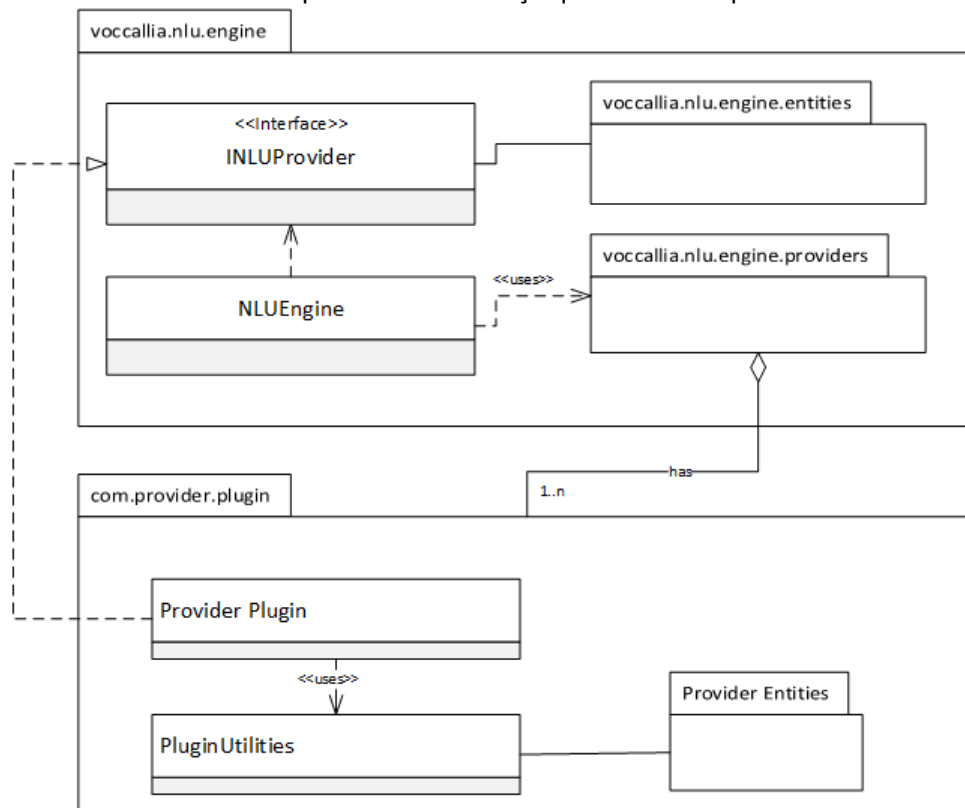 voccallia.nlu.engine
<<Interface>>
INLUProvider
voccallia.nlu.engine.entities
voccallia.nlu.engine.providers
<<uses>>
NLUEngine
has
1..n
com.provider.plugin
Provider Plugin
<<uses>>
Provider Entities
PluginUtilities